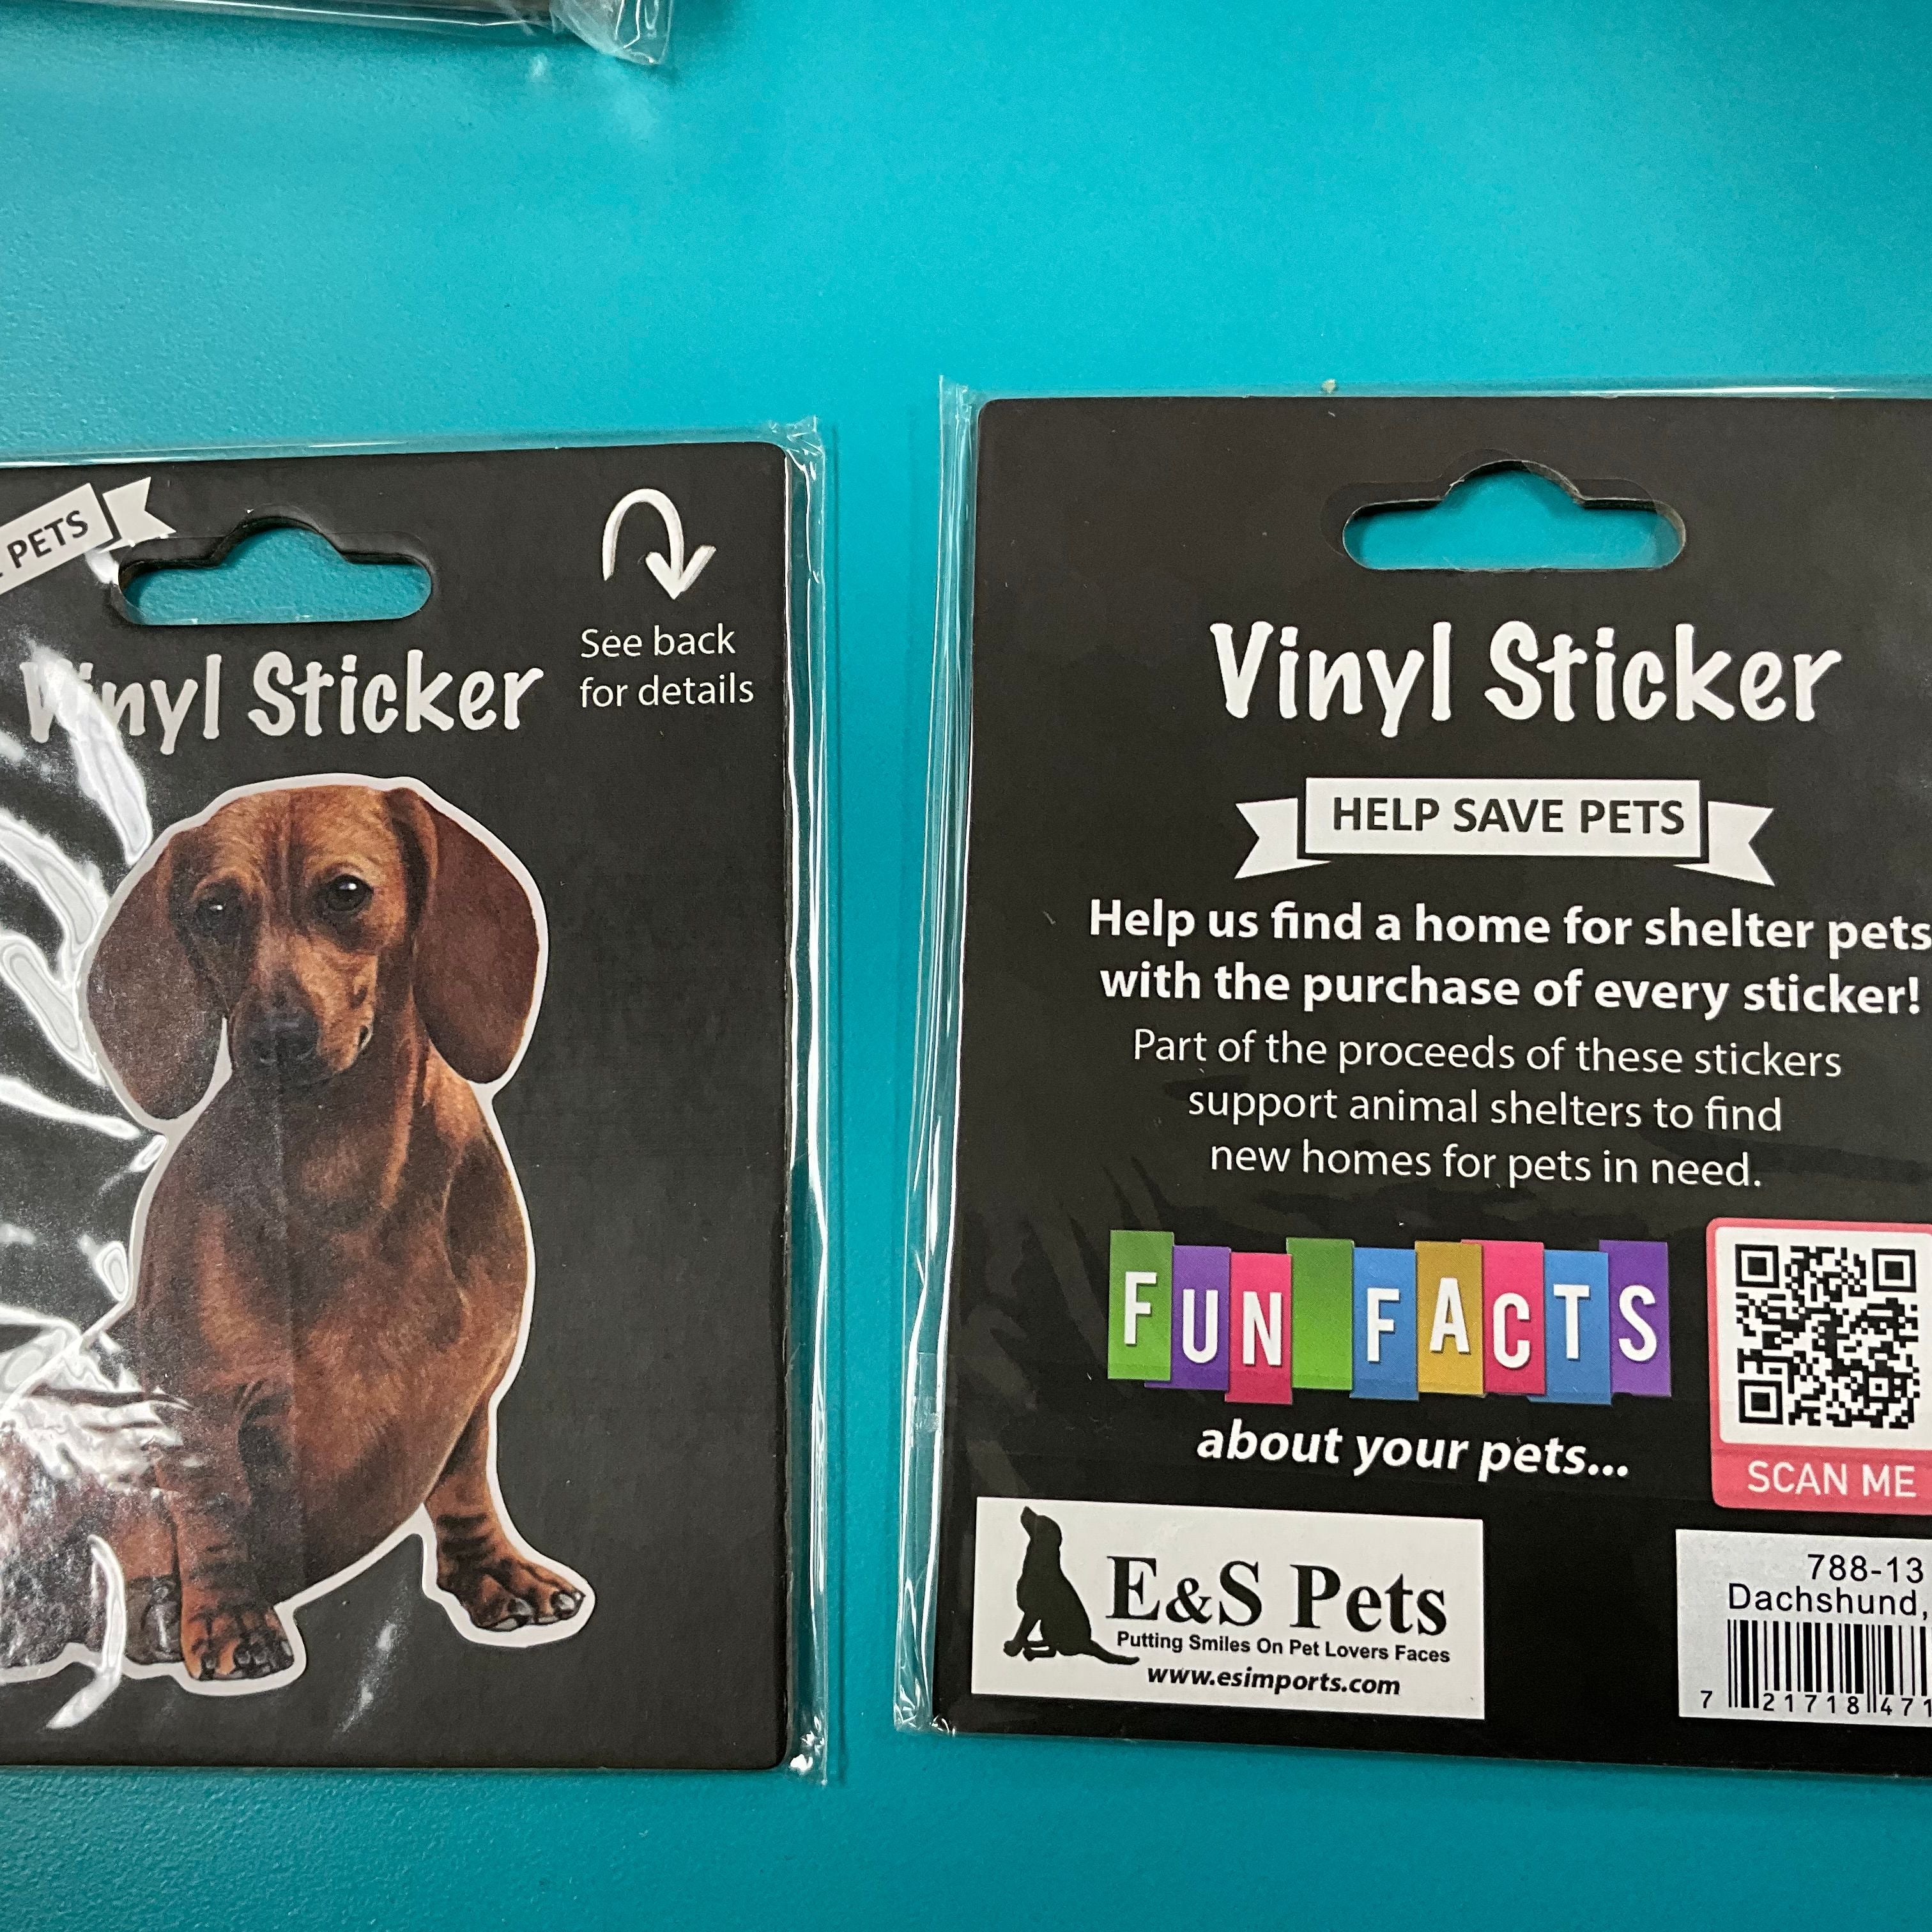 PETS
See back
for details
Vinyl Sticker
Vinyl Sticker
HELP SAVE PETS
Help us find a home for shelter pets
with the purchase of every sticker!
Part of the proceeds of these stickers
support animal shelters to find
new homes for pets in need.
FUN FACTS
about your pets...
SCAN ME
E&S Pets
Putting Smiles On Pet Lovers Faces
www.esimports.com
788-13
Dachshund,
7 21718 471